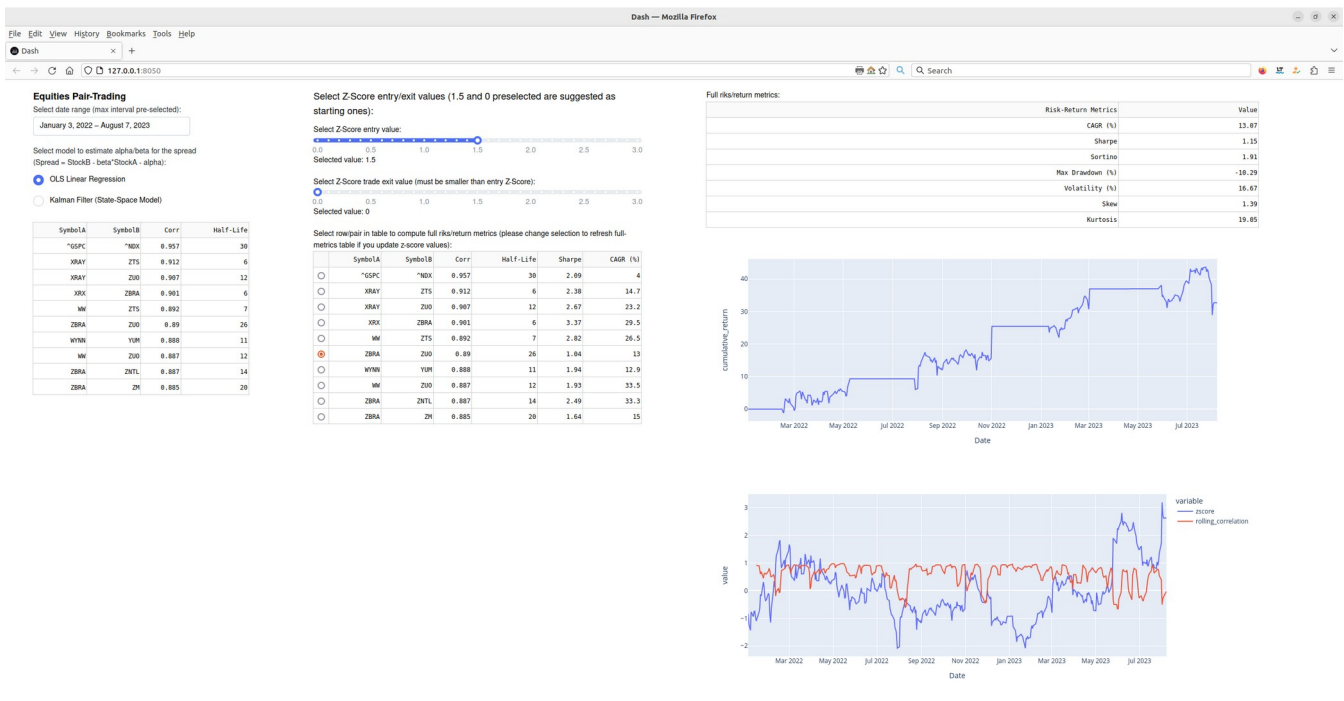 Dash — Mozilla Firefox
File Edit View History Bookmarks Tools Help
Dash
127.0.0.1:8050
Search
Equities Pair-Trading
Select date range (max interval pre-selected):
January 3, 2022 – August 7, 2023
Select model to estimate alpha/beta for the spread
(Spread = StockB - beta*StockA - alpha):
OLS Linear Regression
Kalman Filter (State-Space Model)
SymbolA SymbolB Corr Half-Life
^GSPC ^NDX 0.957 30
XRAY ZTS 0.912 6
XRAY ZUO 0.907 12
XRX ZBRA 0.901 6
WW ZTS 0.892 7
ZBRA ZUO 0.89 26
WYNN YUM 0.888 11
WW ZUO 0.887 12
ZBRA ZNTL 0.887 14
ZBRA ZM 0.885 20
Select Z-Score entry/exit values (1.5 and 0 preselected are suggested as
starting ones):
Select Z-Score entry value:
0.0 0.5 1.0 1.5 2.0 2.5 3.0
Selected value: 1.5
Select Z-Score trade exit value (must be smaller than entry Z-Score):
0.0 0.5 1.0 1.5 2.0 2.5 3.0
Selected value: 0
Select row/pair in table to compute full riks/return metrics (please change selection to refresh full-
metrics table if you update z-score values):
SymbolA SymbolB Corr Half-Life Sharpe CAGR (%)
^GSPC ^NDX 0.957 30 2.09 4
XRAY ZTS 0.912 6 2.38 14.7
XRAY ZUO 0.907 12 2.67 23.2
XRX ZBRA 0.901 6 3.37 29.5
WW ZTS 0.892 7 2.82 26.5
ZBRA ZUO 0.89 26 1.04 13
WYNN YUM 0.888 11 1.94 12.9
WW ZUO 0.887 12 1.93 33.5
ZBRA ZNTL 0.887 14 2.49 33.3
ZBRA ZM 0.885 20 1.64 15
Full riks/return metrics:
Risk-Return Metrics Value
CAGR (%) 13.07
Sharpe 1.15
Sortino 1.91
Max Drawdown (%) -10.29
Volatility (%) 16.67
Skew 1.39
Kurtosis 19.05
cumulative_return
40
30
20
10
0
Mar 2022 May 2022 Jul 2022 Sep 2022 Nov 2022 Jan 2023 Mar 2023 May 2023 Jul 2023
Date
variable
zscore
rolling_correlation
value
3
2
1
0
−1
−2
Mar 2022 May 2022 Jul 2022 Sep 2022 Nov 2022 Jan 2023 Mar 2023 May 2023 Jul 2023
Date